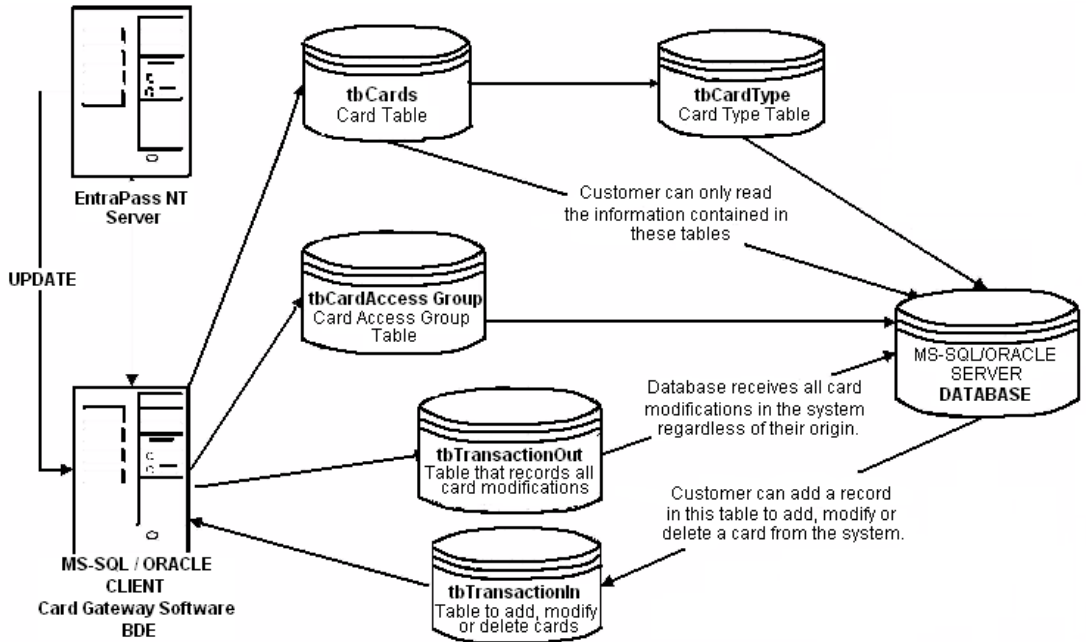 EntraPass NT
Server
UPDATE
MS-SQL / ORACLE
CLIENT
Card Gateway Software
BDE
tbCards
Card Table
tbCardType
Card Type Table
Customer can only read
the information contained in
these tables
tbCardAccess Group
Card Access Group
Table
MS-SQL/ORACLE
SERVER
DATABASE
Database receives all card
modifications in the system
regardless of their origin.
tbTransactionOut
Table that records all
card modifications
Customer can add a record
in this table to add, modify or
delete a card from the system.
tbTransactionIn
Table to add, modify
or delete cards